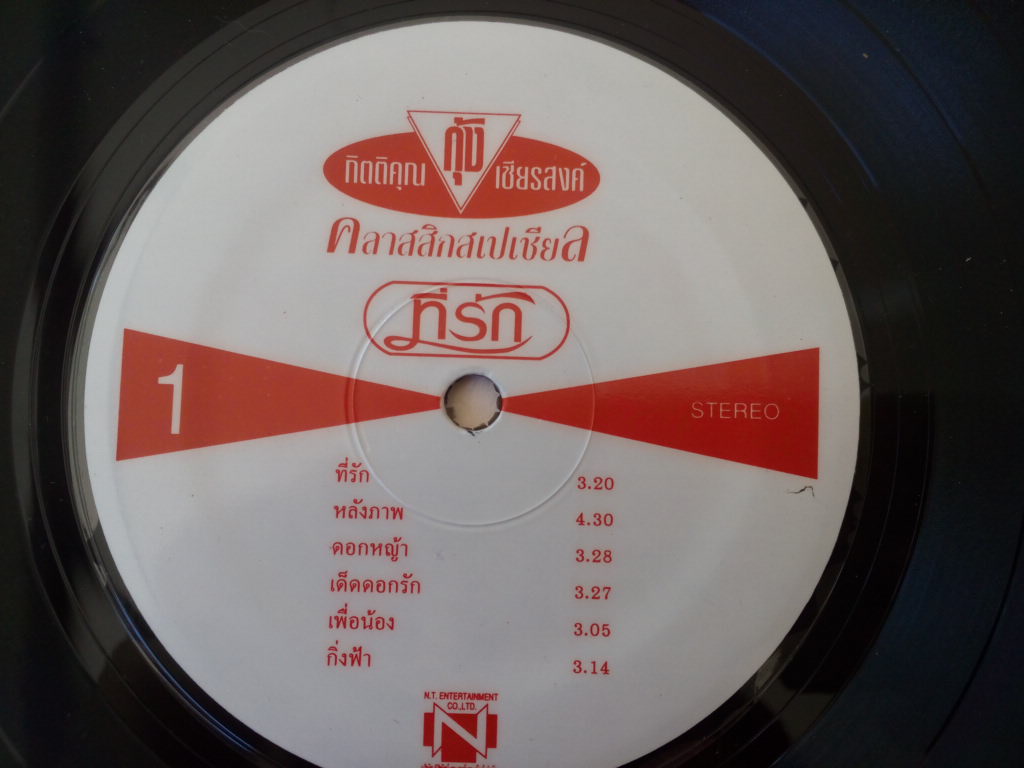 กุ้ง
กิตติคุณ เชียรสงค์
คลาสสิกสเปเชียล
ที่รัก
1 STEREO
ที่รัก 3.20
หลังภาพ 4.30
ดอกหญ้า 3.28
เด็ดดอกรัก 3.27
เพื่อน้อง 3.05
กิ่งฟ้า 3.14
N.T. ENTERTAINMENT
CO.,LTD.
N